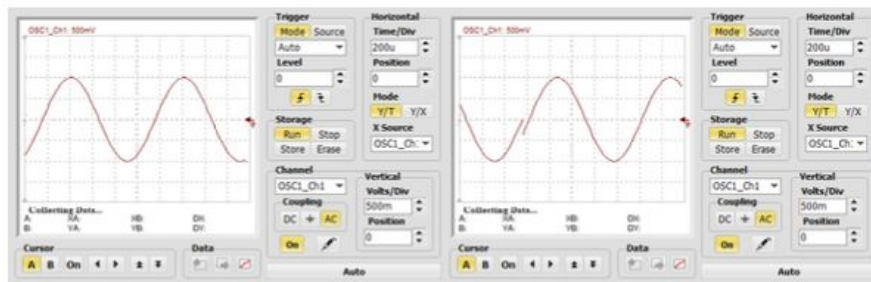 OSC1_Ch1 500mV
Collecting Dots...
A: XA: XB: DX:
B: YA: YB: DY:
Cursor
A B On
Data
Trigger
Mode Source
Auto
Level
0
Storage
Run Stop
Store Erase
Channel
OSC1_Ch1
Coupling
DC AC
On
Horizontal
Time/Div
200u
Position
0
Mode
Y/T Y/X
X Source
OSC1_Ch:
Vertical
Volts/Div
500m
Position
0
Auto
OSC1_Ch1 500mV
Collecting Dots...
A: XA: XB: DX:
B: YA: YB: DY:
Cursor
A B On
Data
Trigger
Mode Source
Auto
Level
0
Storage
Run Stop
Store Erase
Channel
OSC1_Ch1
Coupling
DC AC
On
Horizontal
Time/Div
200u
Position
0
Mode
Y/T Y/X
X Source
OSC1_Ch:
Vertical
Volts/Div
500m
Position
0
Auto